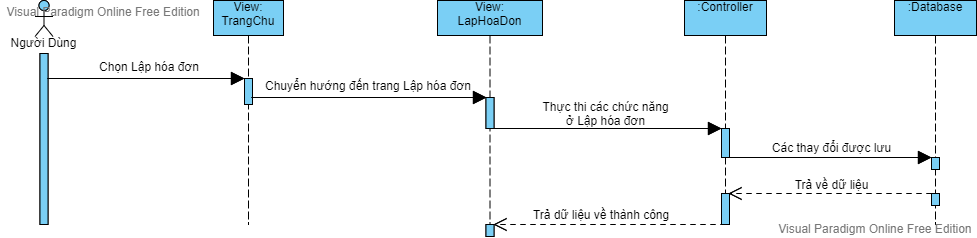 Visual Paradigm Online Free Edition
View:
TrangChu
View:
LapHoaDon
:Controller
:Database
Người Dùng
Chọn Lập hóa đơn
Chuyển hướng đến trang Lập hóa đơn
Thực thi các chức năng
ở Lập hóa đơn
Các thay đổi được lưu
Trả về dữ liệu
Trả dữ liệu về thành công
Visual Paradigm Online Free Edition